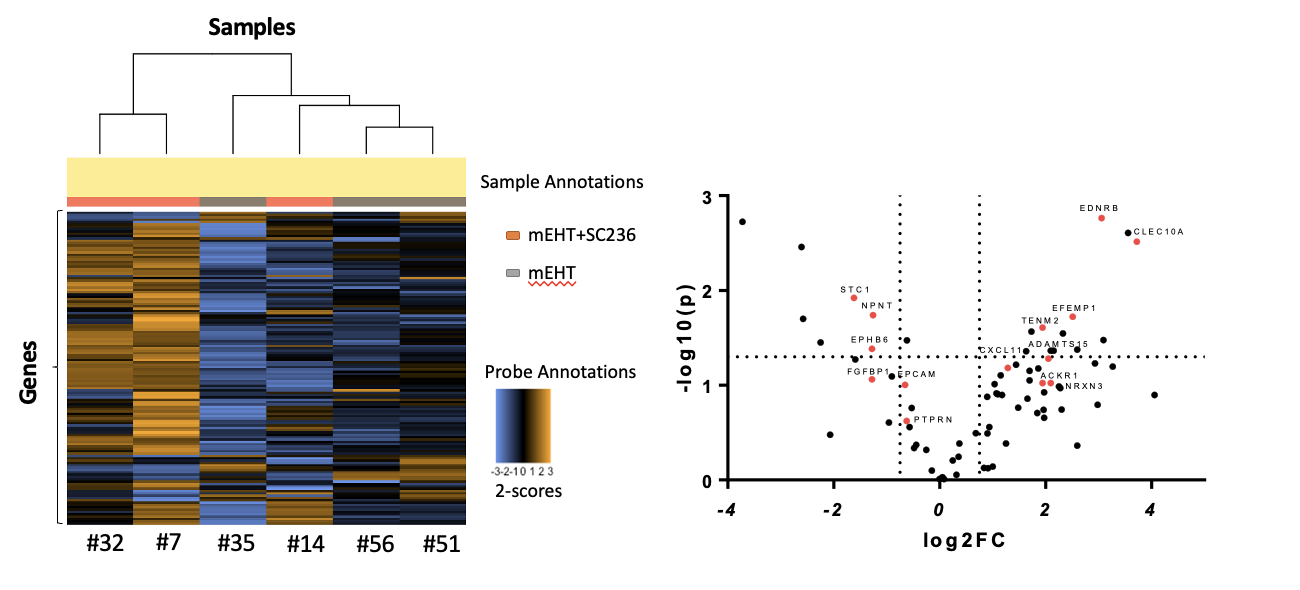 Samples
Sample Annotations
mEHT+SC236
mEHT
Genes
Probe Annotations
-3-2-10 1 2 3
2-scores
#32 #7 #35 #14 #56 #51
-log10(p)
3
2
1
0
EDNRB
CLEC10A
STC1
NPNT
EFEMP1
TENM2
EPHB6
ADAMTS15
CXCL11
FGFBP1
EPCAM
ACKR1
NRXN3
PTPRN
-4 -2 0 2 4
log2FC